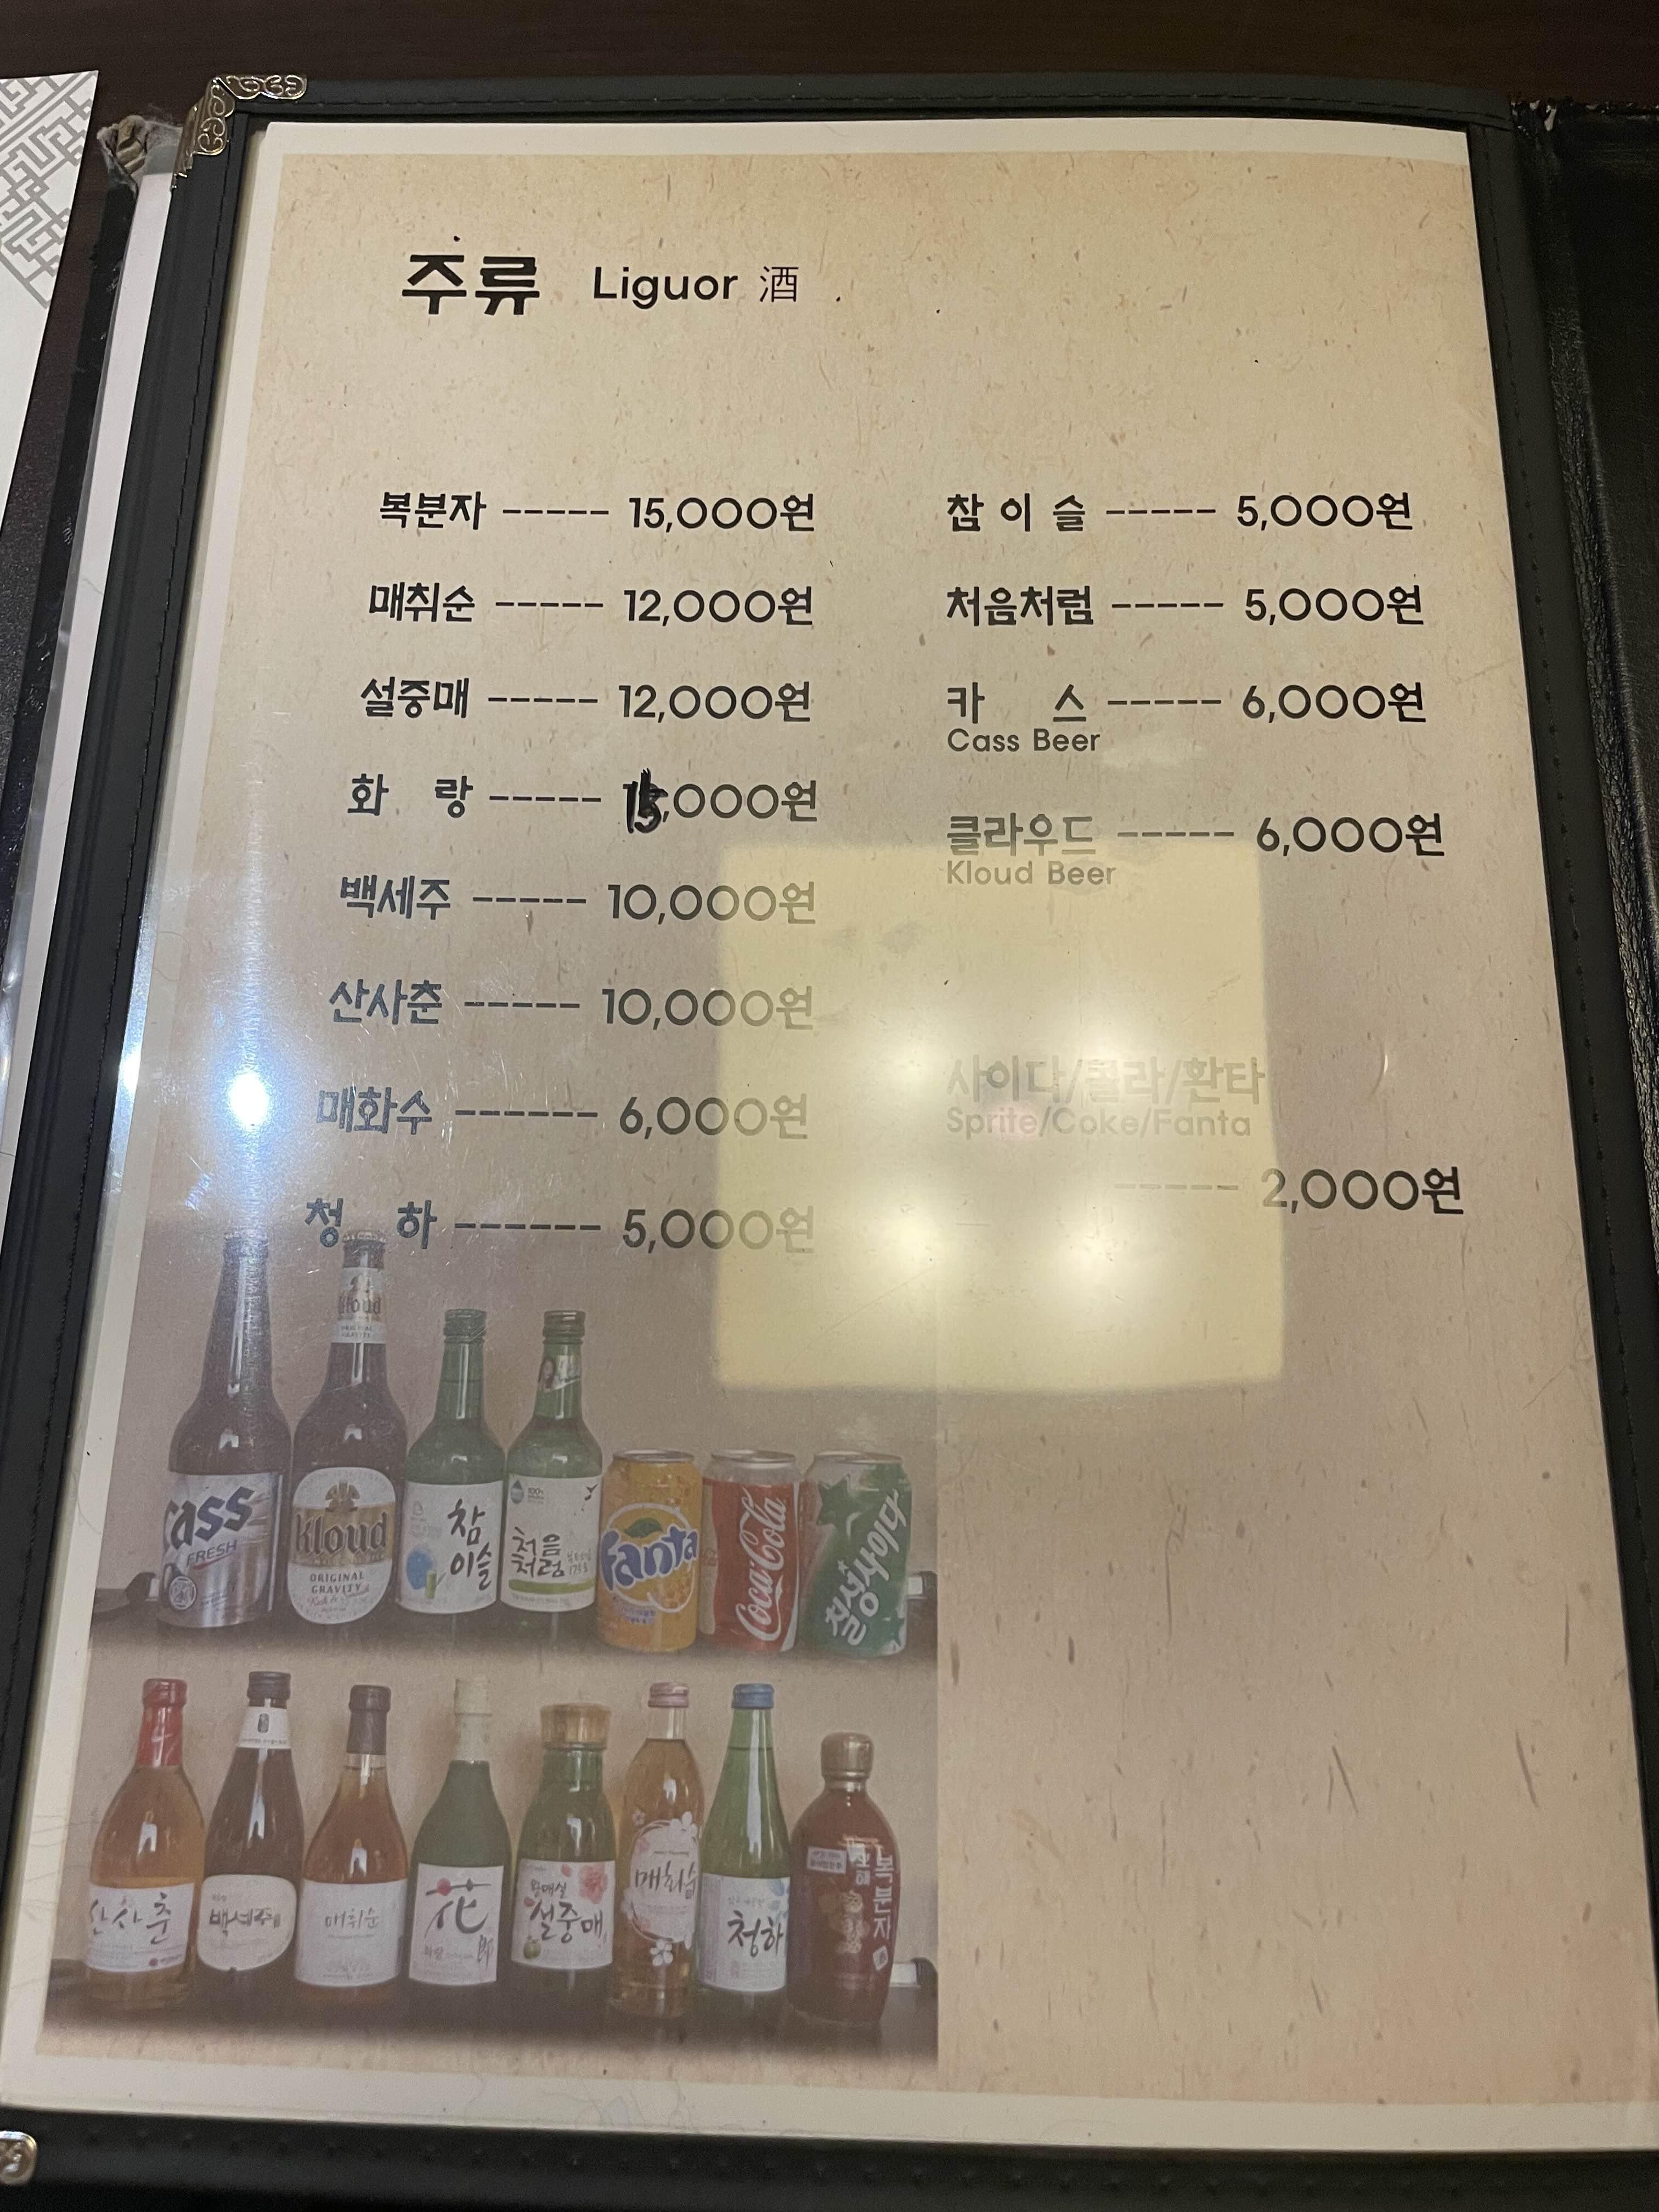 주류 Liguor 酒
복분자 ----- 15,000원
매취순 ----- 12,000원
설중매 ----- 12,000원
화 랑 ----- 15,000원
백세주 ----- 10,000원
산사춘 ----- 10,000원
매화수 ------ 6,000원
청 하 ------ 5,000원
참 이 슬 ----- 5,000원
처음처럼 ----- 5,000원
카 스 ----- 6,000원
Cass Beer
클라우드 ----- 6,000원
Kloud Beer
사이다/콜라/환타
Sprite/Coke/Fanta
----- 2,000원
Kloud
cass
FRESH
Kloud
ORIGINAL
GRAVITY
참
이슬
처음
처럼
Fanta
Coca-Cola
칠성사이다
산사춘
백세주
매취순
花
郞
화랑
설중매
매화수
청하
복분자